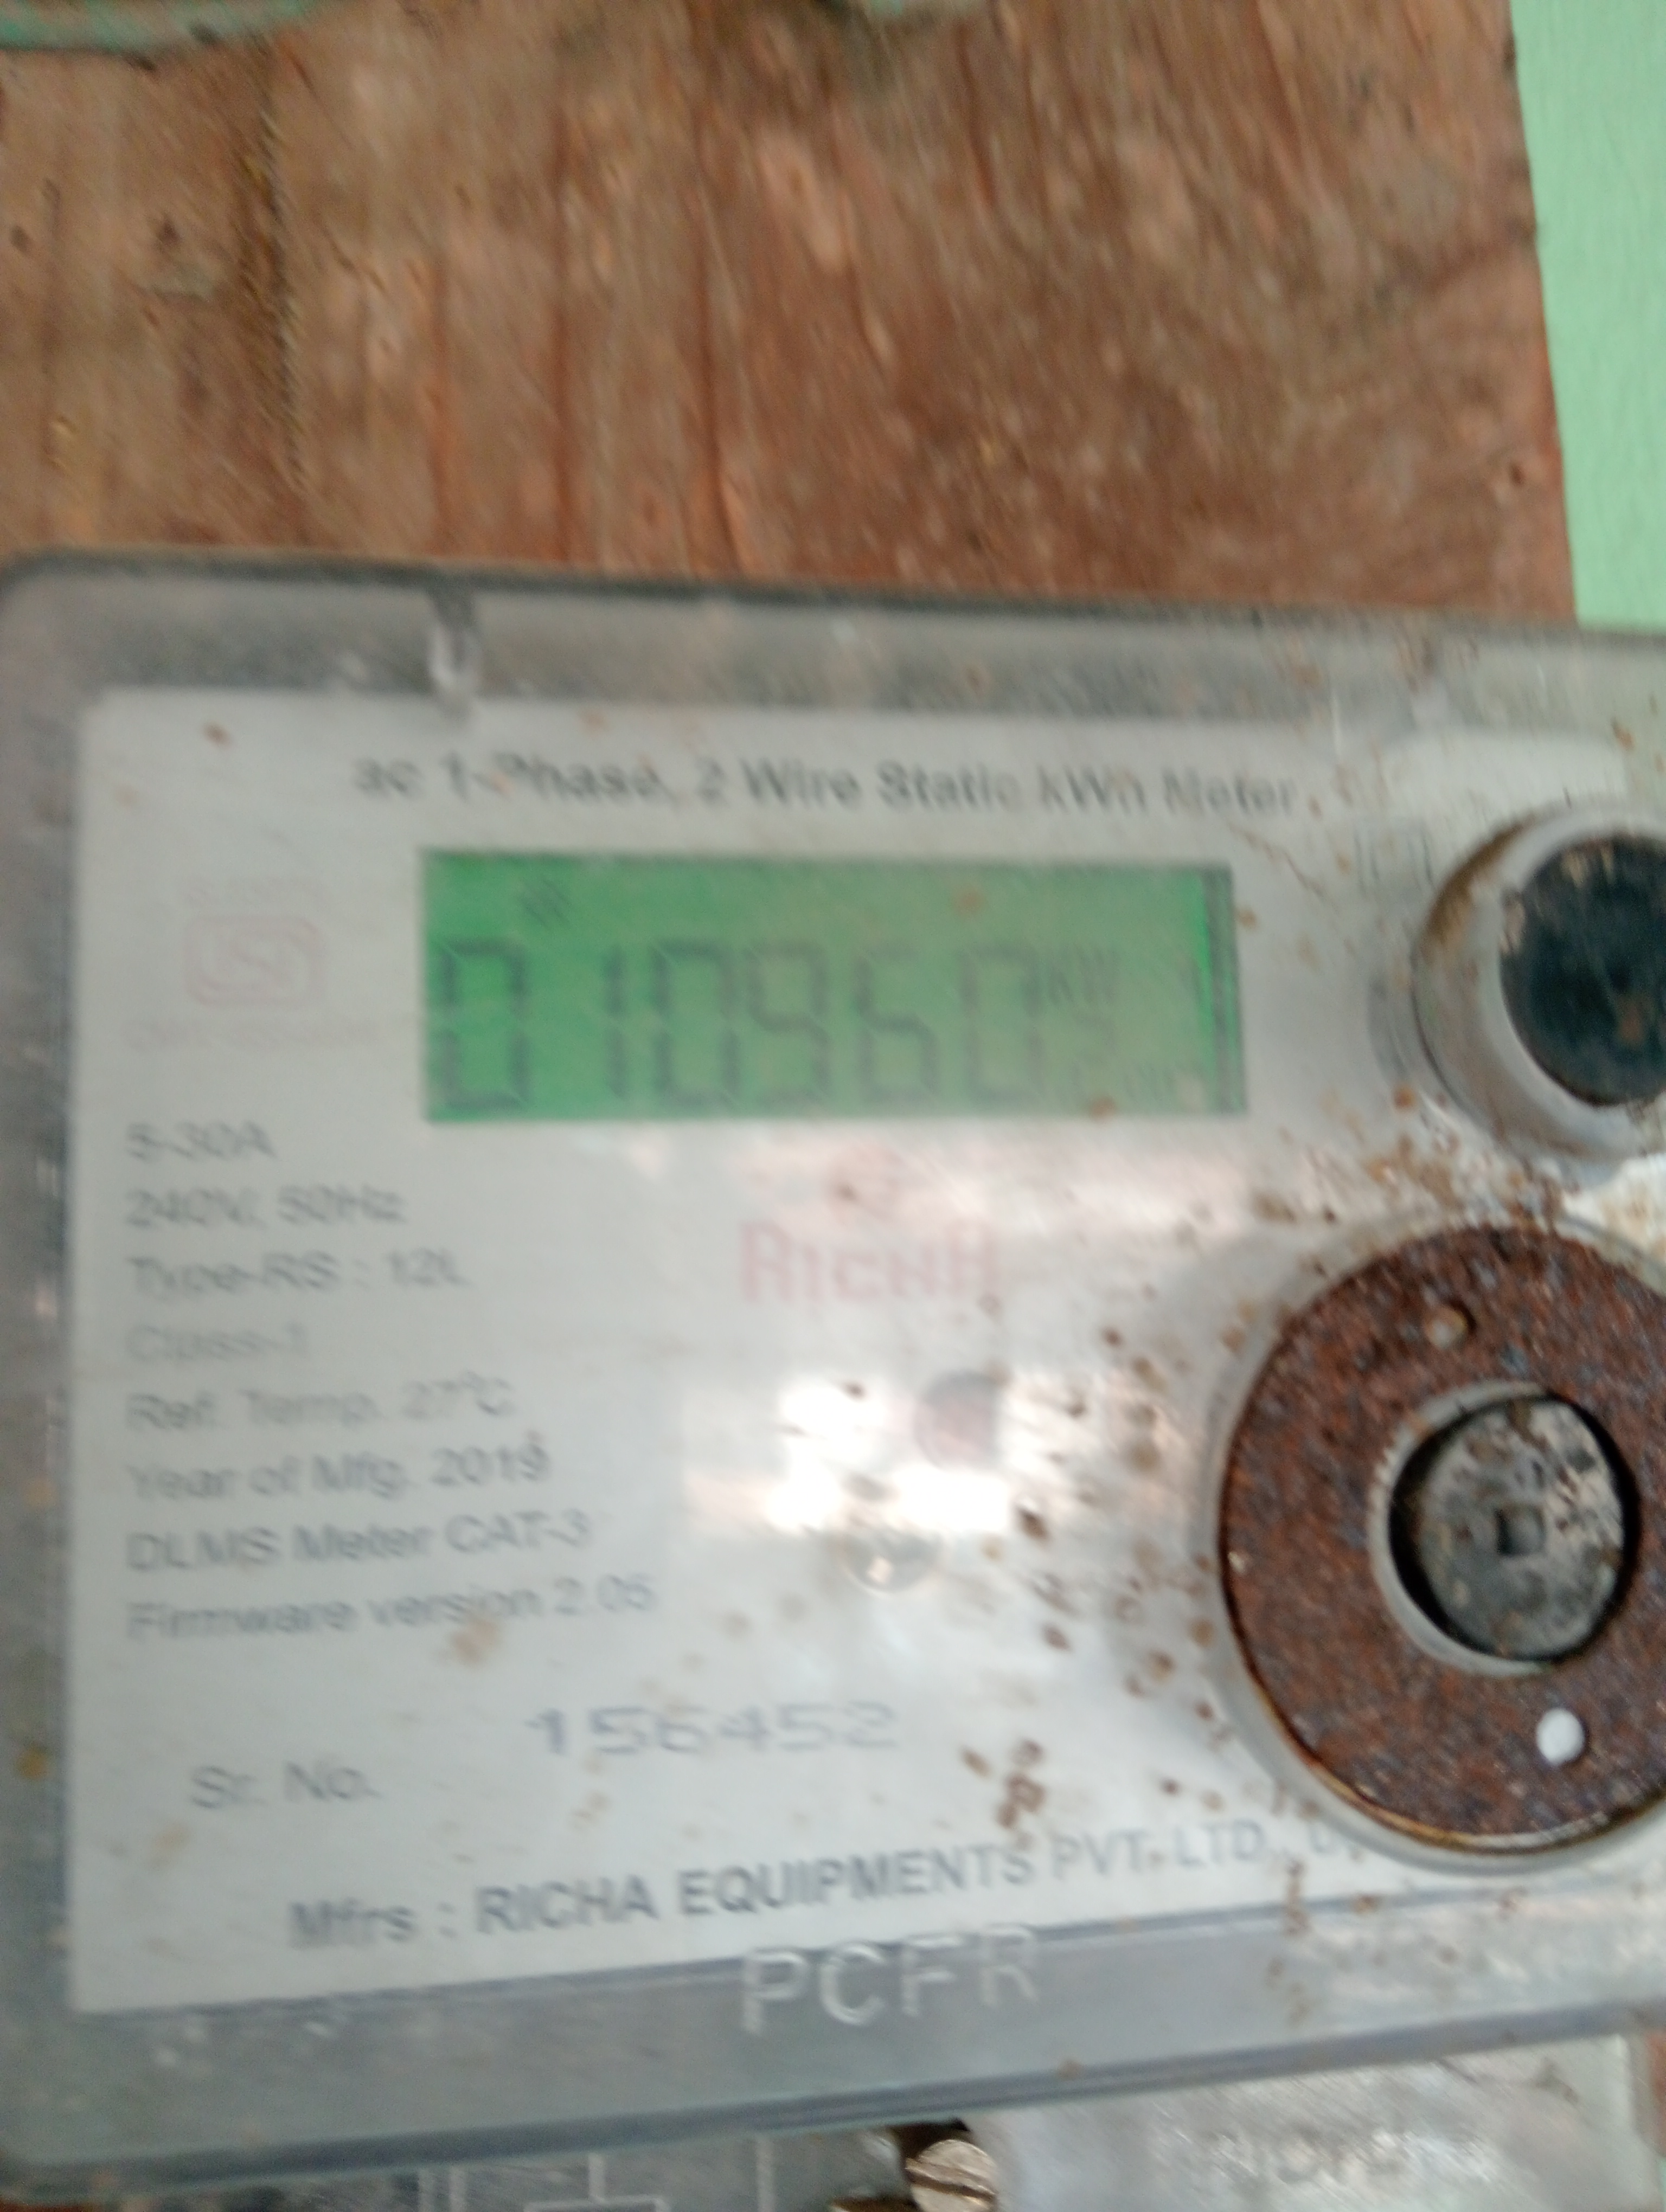 ac 1-Phase, 2 Wire Static kWh Meter
010960
5-30A
240V, 50Hz
RICHA
Type-RS : 12L
Class-1
Ref. Temp. 27°C
Year of Mfg. 2019
DLMS Meter CAT-3
Firmware version 2.05
156452
Sr. No.
Mfrs : RICHA EQUIPMENTS PVT. LTD.,
PCFR